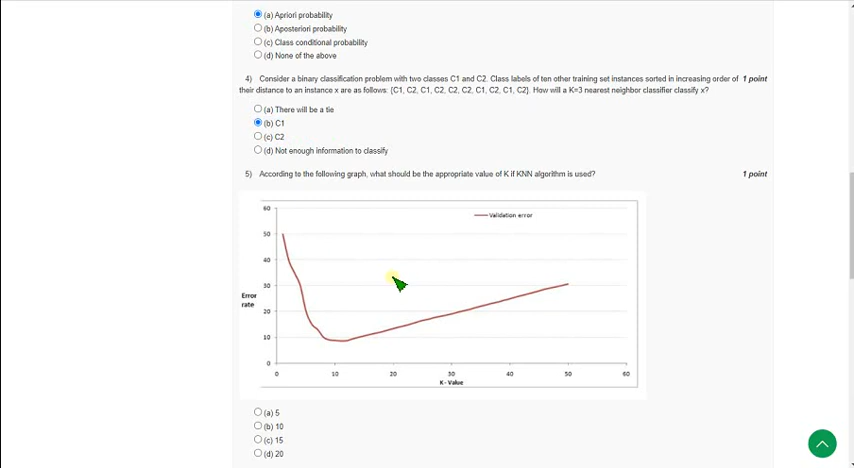 (a) Apriori probability
(b) Aposteriori probability
(c) Class conditional probability
(d) None of the above
4) Consider a binary classification problem with two classes C1 and C2. Class labels of ten other training set instances sorted in increasing order of 1 point
their distance to an instance x are as follows: {C1, C2, C1, C2, C2, C2, C1, C2, C1, C2}. How will a K=3 nearest neighbor classifier classify x?
(a) There will be a tie
(b) C1
(c) C2
(d) Not enough information to classify
5) According to the following graph, what should be the appropriate value of K if KNN algorithm is used? 1 point
60
Validation error
50
40
30
Error
rate
20
10
0
0 10 20 30 40 50 60
K- Value
(a) 5
(b) 10
(c) 15
(d) 20